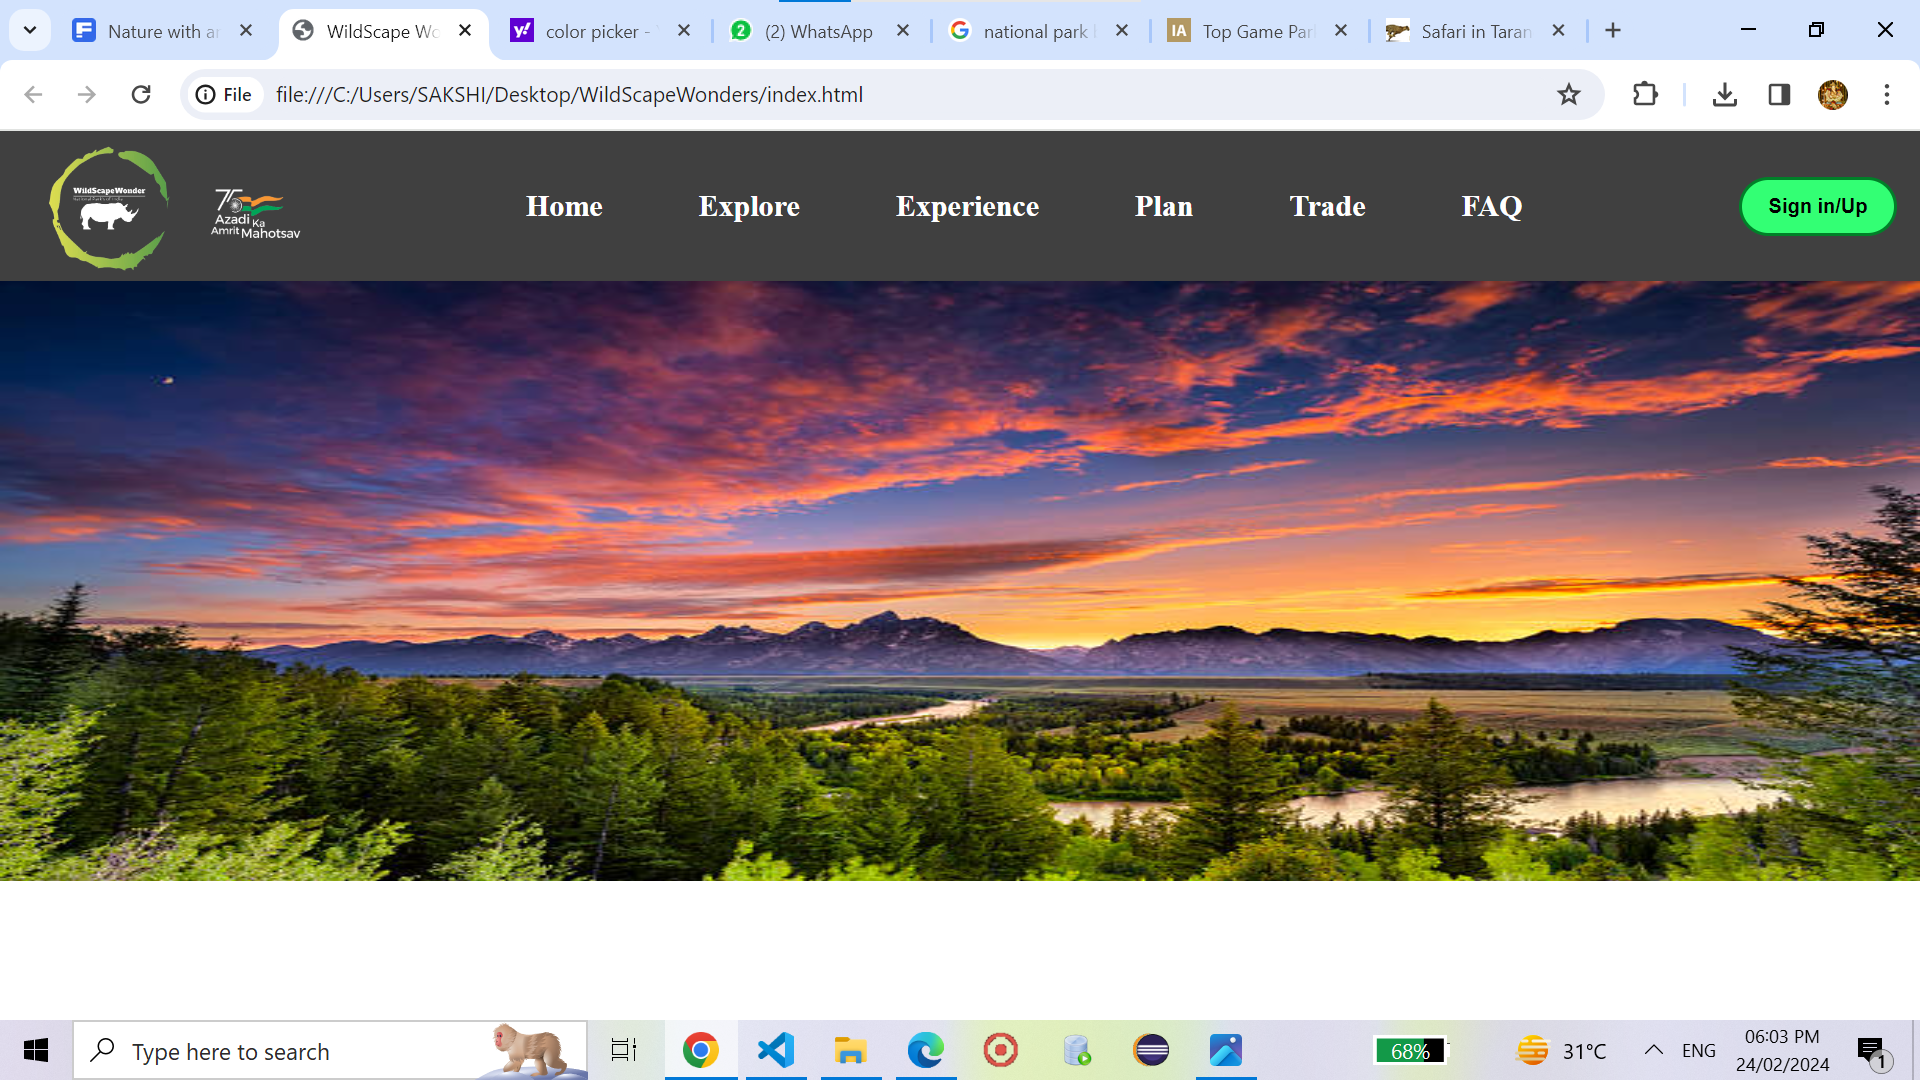 Nature with a
WildScape Wo
color picker -
(2) WhatsApp
national park
Top Game Par
Safari in Taran
File
file:///C:/Users/SAKSHI/Desktop/WildScapeWonders/index.html
WildScapeWonder
75
Azadi Ka
Amrit Mahotsav
Home
Explore
Experience
Plan
Trade
FAQ
Sign in/Up
Type here to search
68%
31°C
ENG
06:03 PM
24/02/2024
1